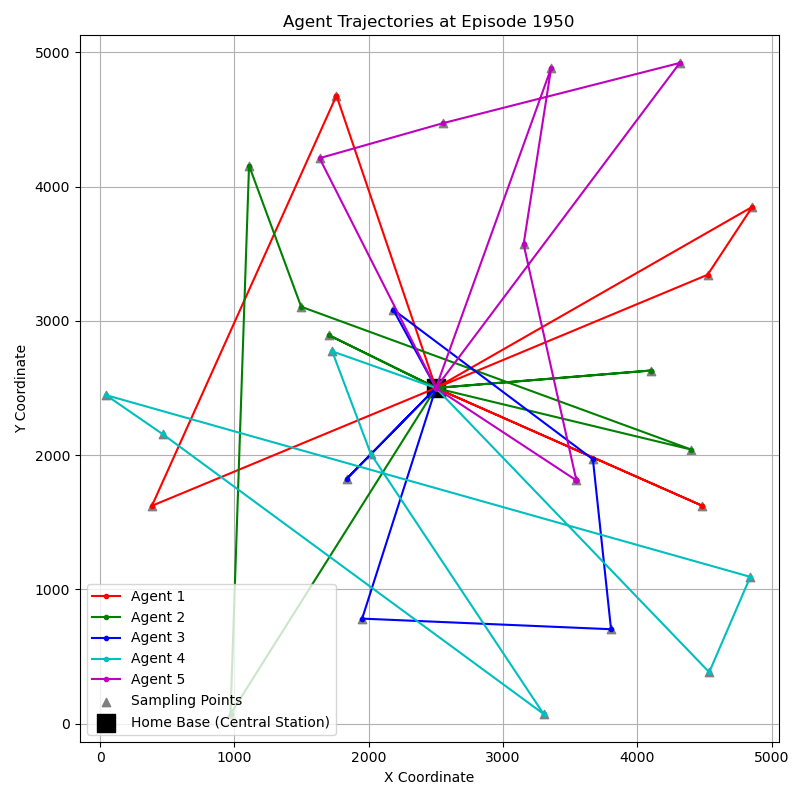 Agent Trajectories at Episode 1950
Y Coordinate
5000
4000
3000
2000
1000
0
Agent 1
Agent 2
Agent 3
Agent 4
Agent 5
Sampling Points
Home Base (Central Station)
0 1000 2000 3000 4000 5000
X Coordinate